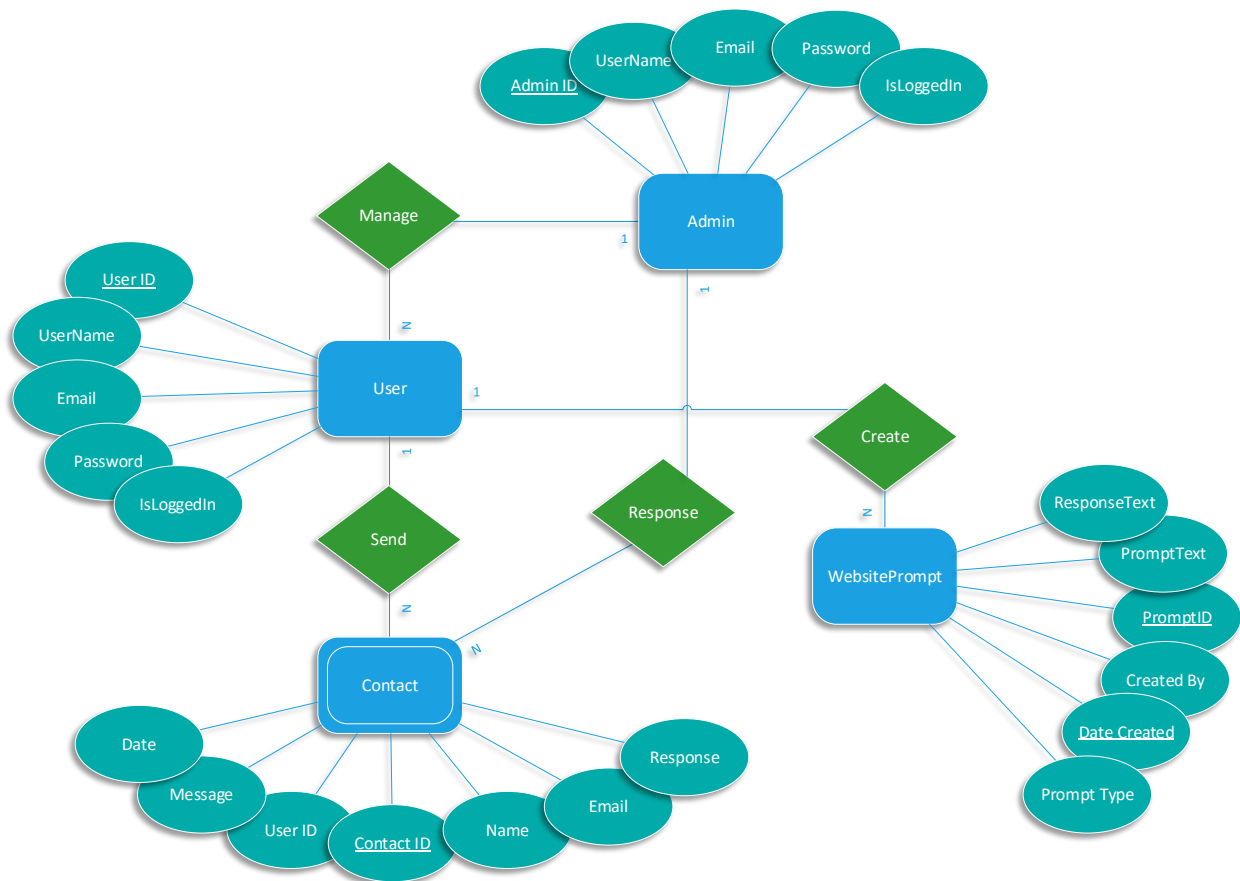 Email
Password
UserName
Admin ID
IsLoggedIn
Manage
Admin
1
1
User ID
UserName
Email
Password
IsLoggedIn
N
User
1
1
Create
N
Response
Send
N
N
WebsitePrompt
ResponseText
PromptText
PromptID
Created By
Date Created
Prompt Type
Contact
Date
Message
User ID
Contact ID
Name
Email
Response